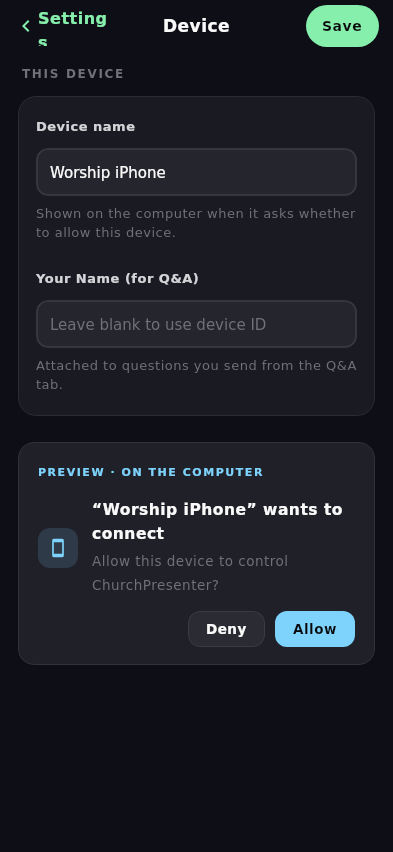 Setting
s
Device
Save
THIS DEVICE
Device name
Worship iPhone
Shown on the computer when it asks whether
to allow this device.
Your Name (for Q&A)
Leave blank to use device ID
Attached to questions you send from the Q&A
tab.
PREVIEW · ON THE COMPUTER
“Worship iPhone” wants to
connect
Allow this device to control
ChurchPresenter?
Deny
Allow